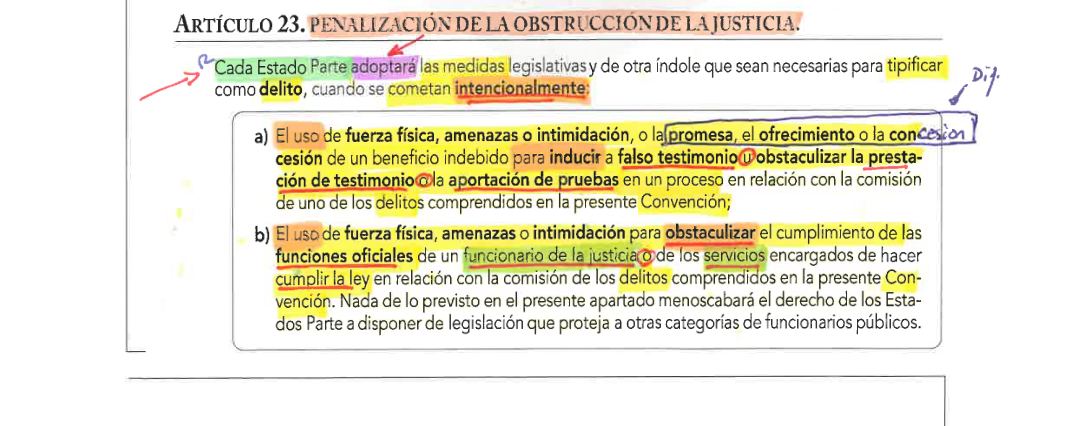 ARTÍCULO 23. PENALIZACIÓN DE LA OBSTRUCCIÓN DE LA JUSTICIA.
Cada Estado Parte adoptará las medidas legislativas y de otra índole que sean necesarias para tipificar
como delito, cuando se cometan intencionalmente:
Dif.
a) El uso de fuerza física, amenazas o intimidación, o la promesa, el ofrecimiento o la concesion
cesión de un beneficio indebido para inducir a falso testimonio u obstaculizar la presta-
ción de testimonio o la aportación de pruebas en un proceso en relación con la comisión
de uno de los delitos comprendidos en la presente Convención;
b) El uso de fuerza física, amenazas o intimidación para obstaculizar el cumplimiento de las
funciones oficiales de un funcionario de la justicia o de los servicios encargados de hacer
cumplir la ley en relación con la comisión de los delitos comprendidos en la presente Con-
vención. Nada de lo previsto en el presente apartado menoscabará el derecho de los Esta-
dos Parte a disponer de legislación que proteja a otras categorías de funcionarios públicos.